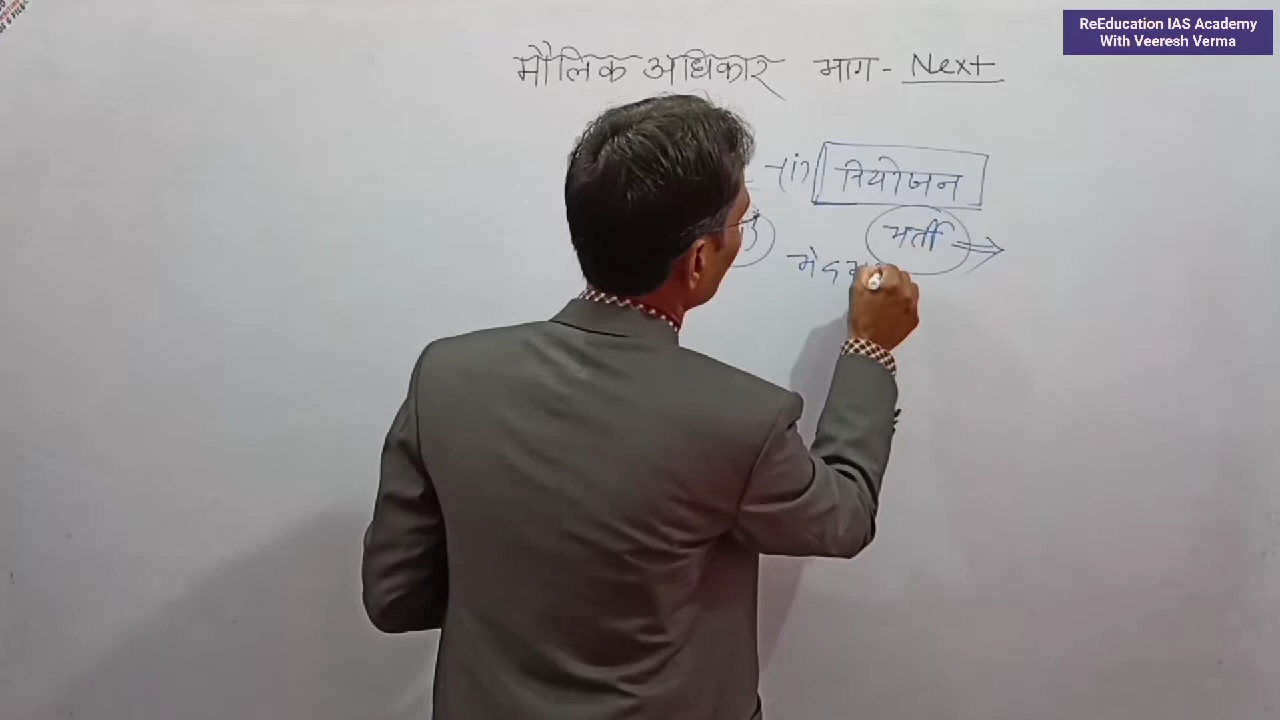 ReEducation IAS Academy
With Veeresh Verma
मौलिक अधिकार भाग - Next
(i) नियोजन
भर्ती